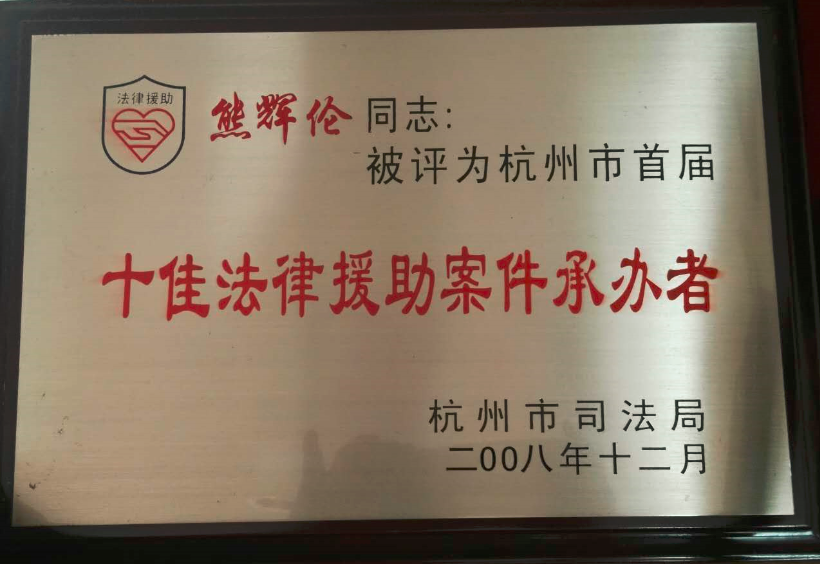 法律援助
熊辉伦同志:
被评为杭州市首届
十佳法律援助案件承办者
杭州市司法局
二00八年十二月